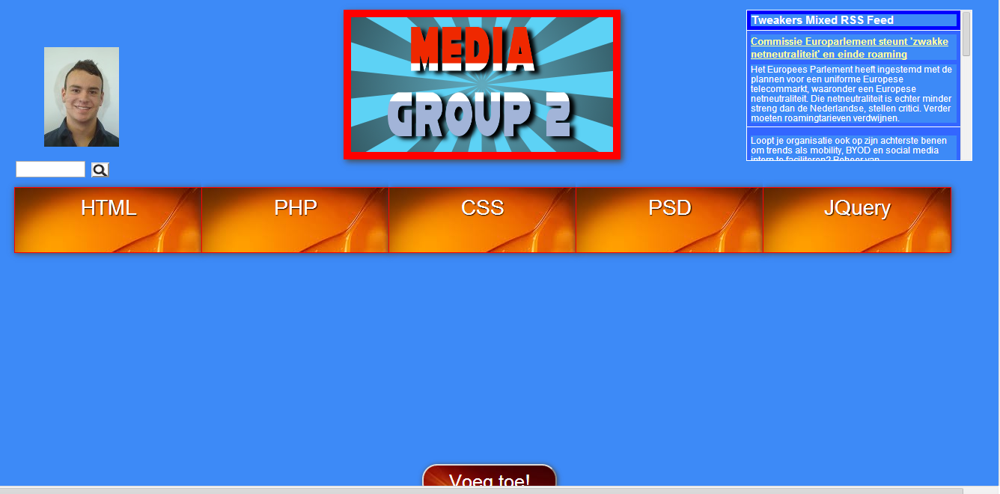 MEDIA
GROUP 2
Tweakers Mixed RSS Feed
Commissie Europarlement steunt 'zwakke
netneutraliteit' en einde roaming
Het Europees Parlement heeft ingestemd met de
plannen voor een uniforme Europese
telecommarkt, waaronder een Europese
netneutraliteit. Die netneutraliteit is echter minder
streng dan de Nederlandse, stellen critici. Verder
moeten roamingtarieven verdwijnen.
Loopt je organisatie ook op zijn achterste benen
om trends als mobility, BYOD en social media
intern te faciliteren? Beheer van
HTML
PHP
CSS
PSD
JQuery
Voeg toe!